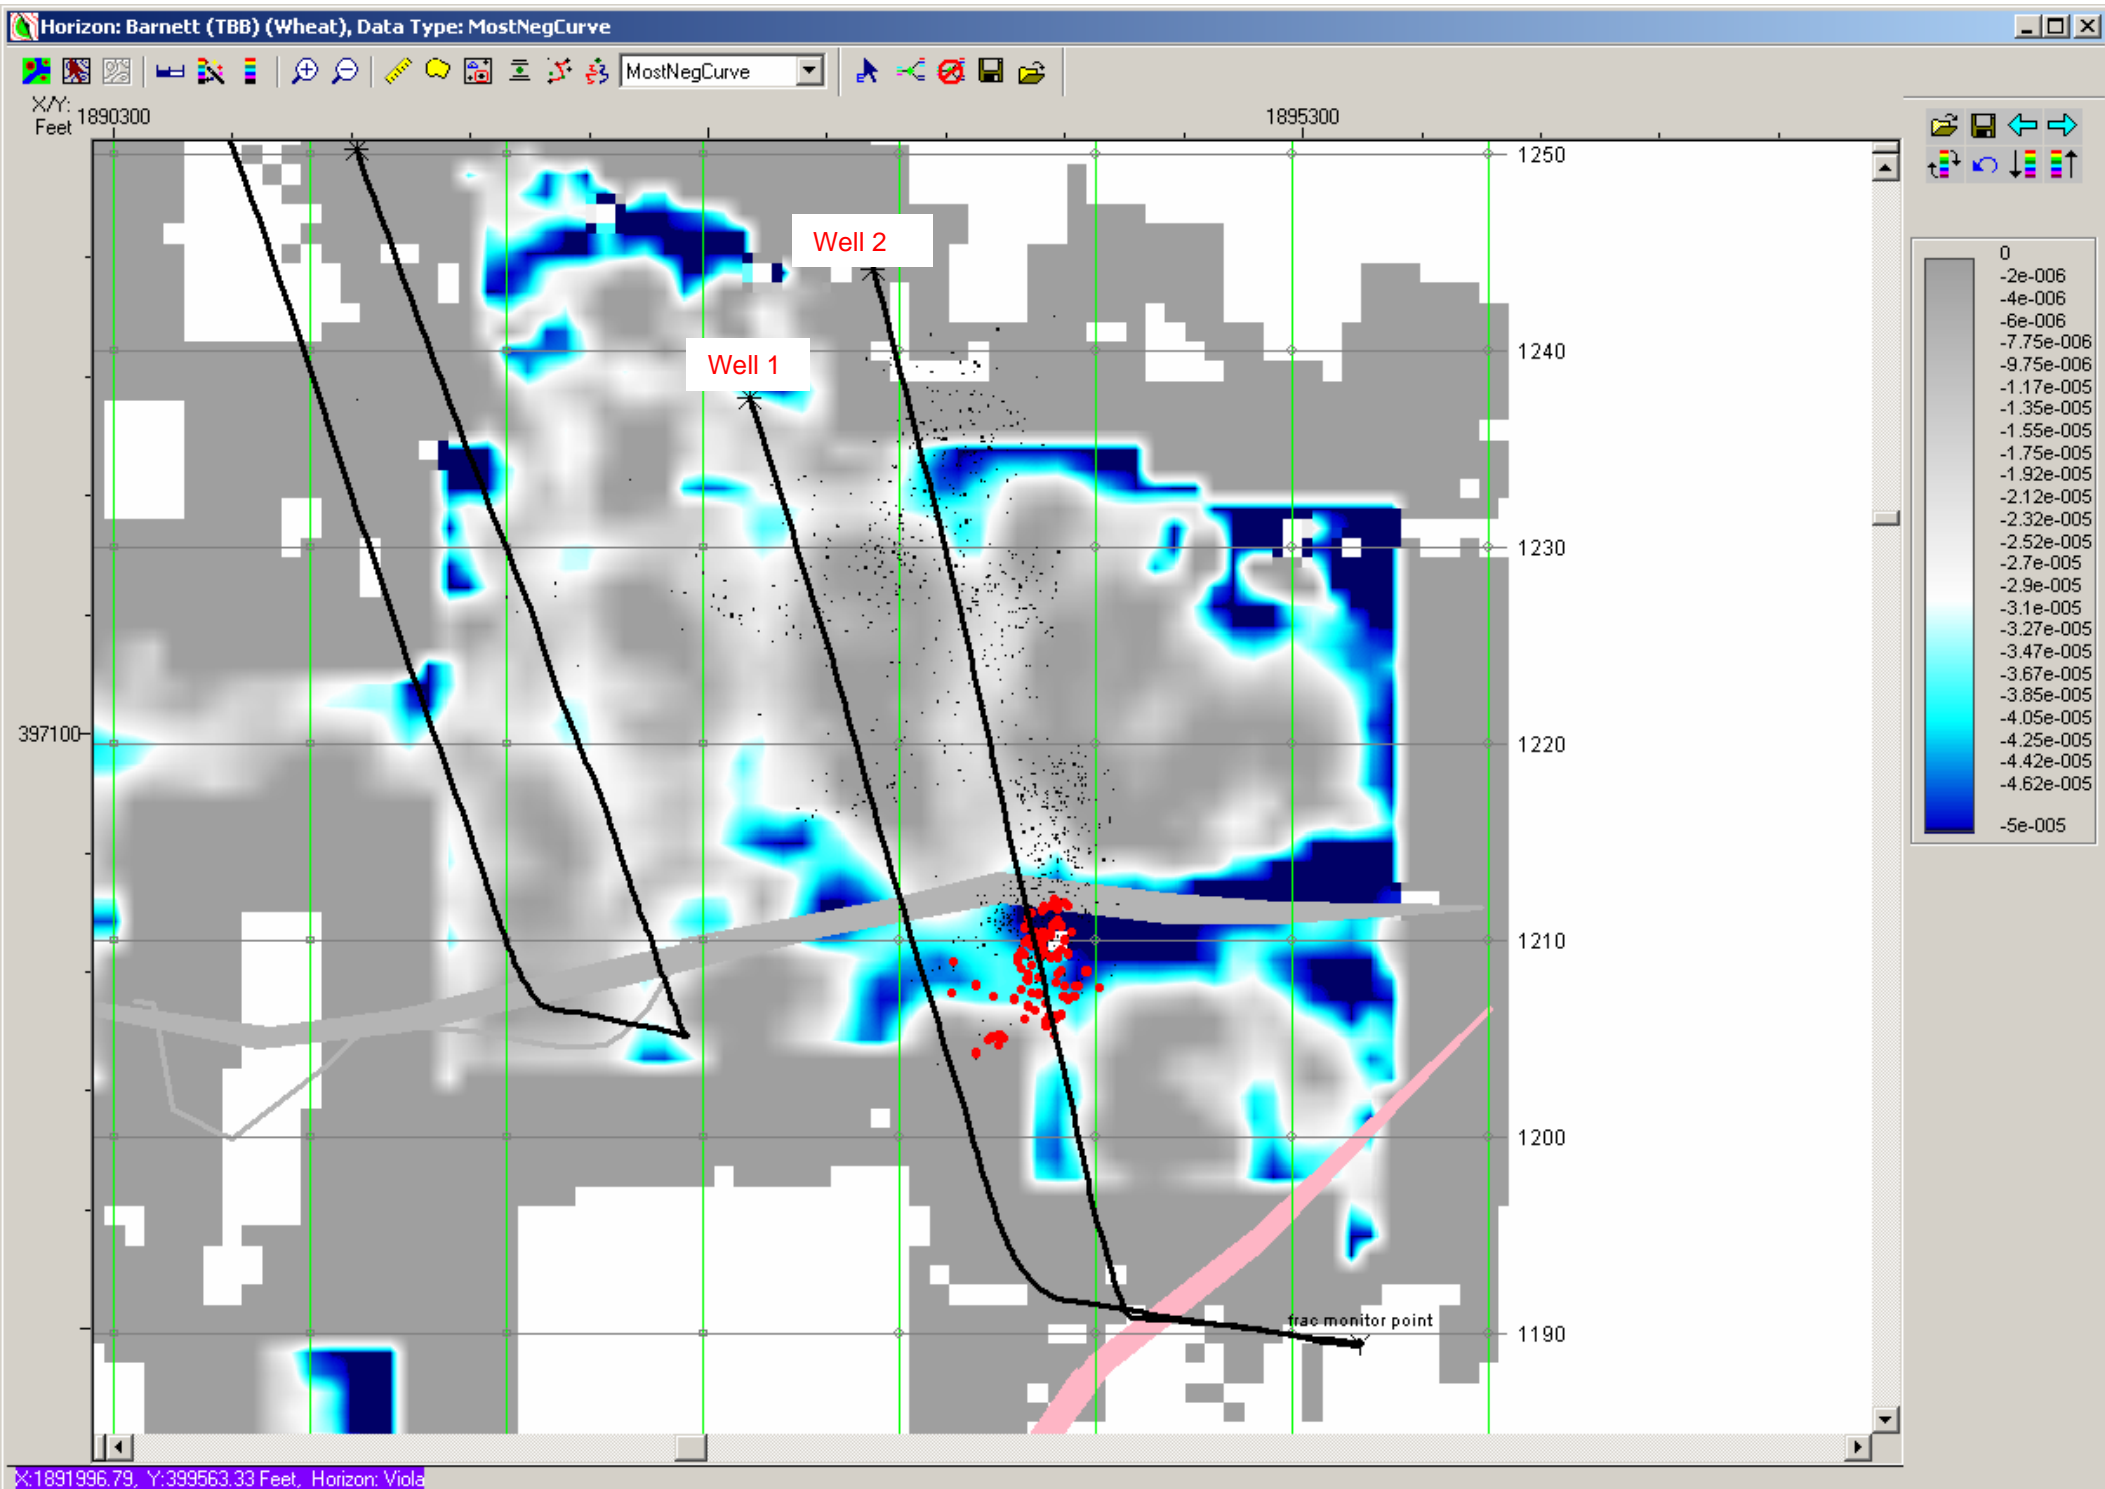 Horizon: Barnett (TBB) (Wheat), Data Type: MostNegCurve
MostNegCurve
X/Y:
Feet
1890300
1895300
397100
Well 2
Well 1
1250
1240
1230
1220
1210
1200
1190
frac monitor point
0
-2e-006
-4e-006
-6e-006
-7.75e-006
-9.75e-006
-1.17e-005
-1.35e-005
-1.55e-005
-1.75e-005
-1.92e-005
-2.12e-005
-2.32e-005
-2.52e-005
-2.7e-005
-2.9e-005
-3.1e-005
-3.27e-005
-3.47e-005
-3.67e-005
-3.85e-005
-4.05e-005
-4.25e-005
-4.42e-005
-4.62e-005
-5e-005
X:1891996.79, Y:399563.33 Feet, Horizon: Viola